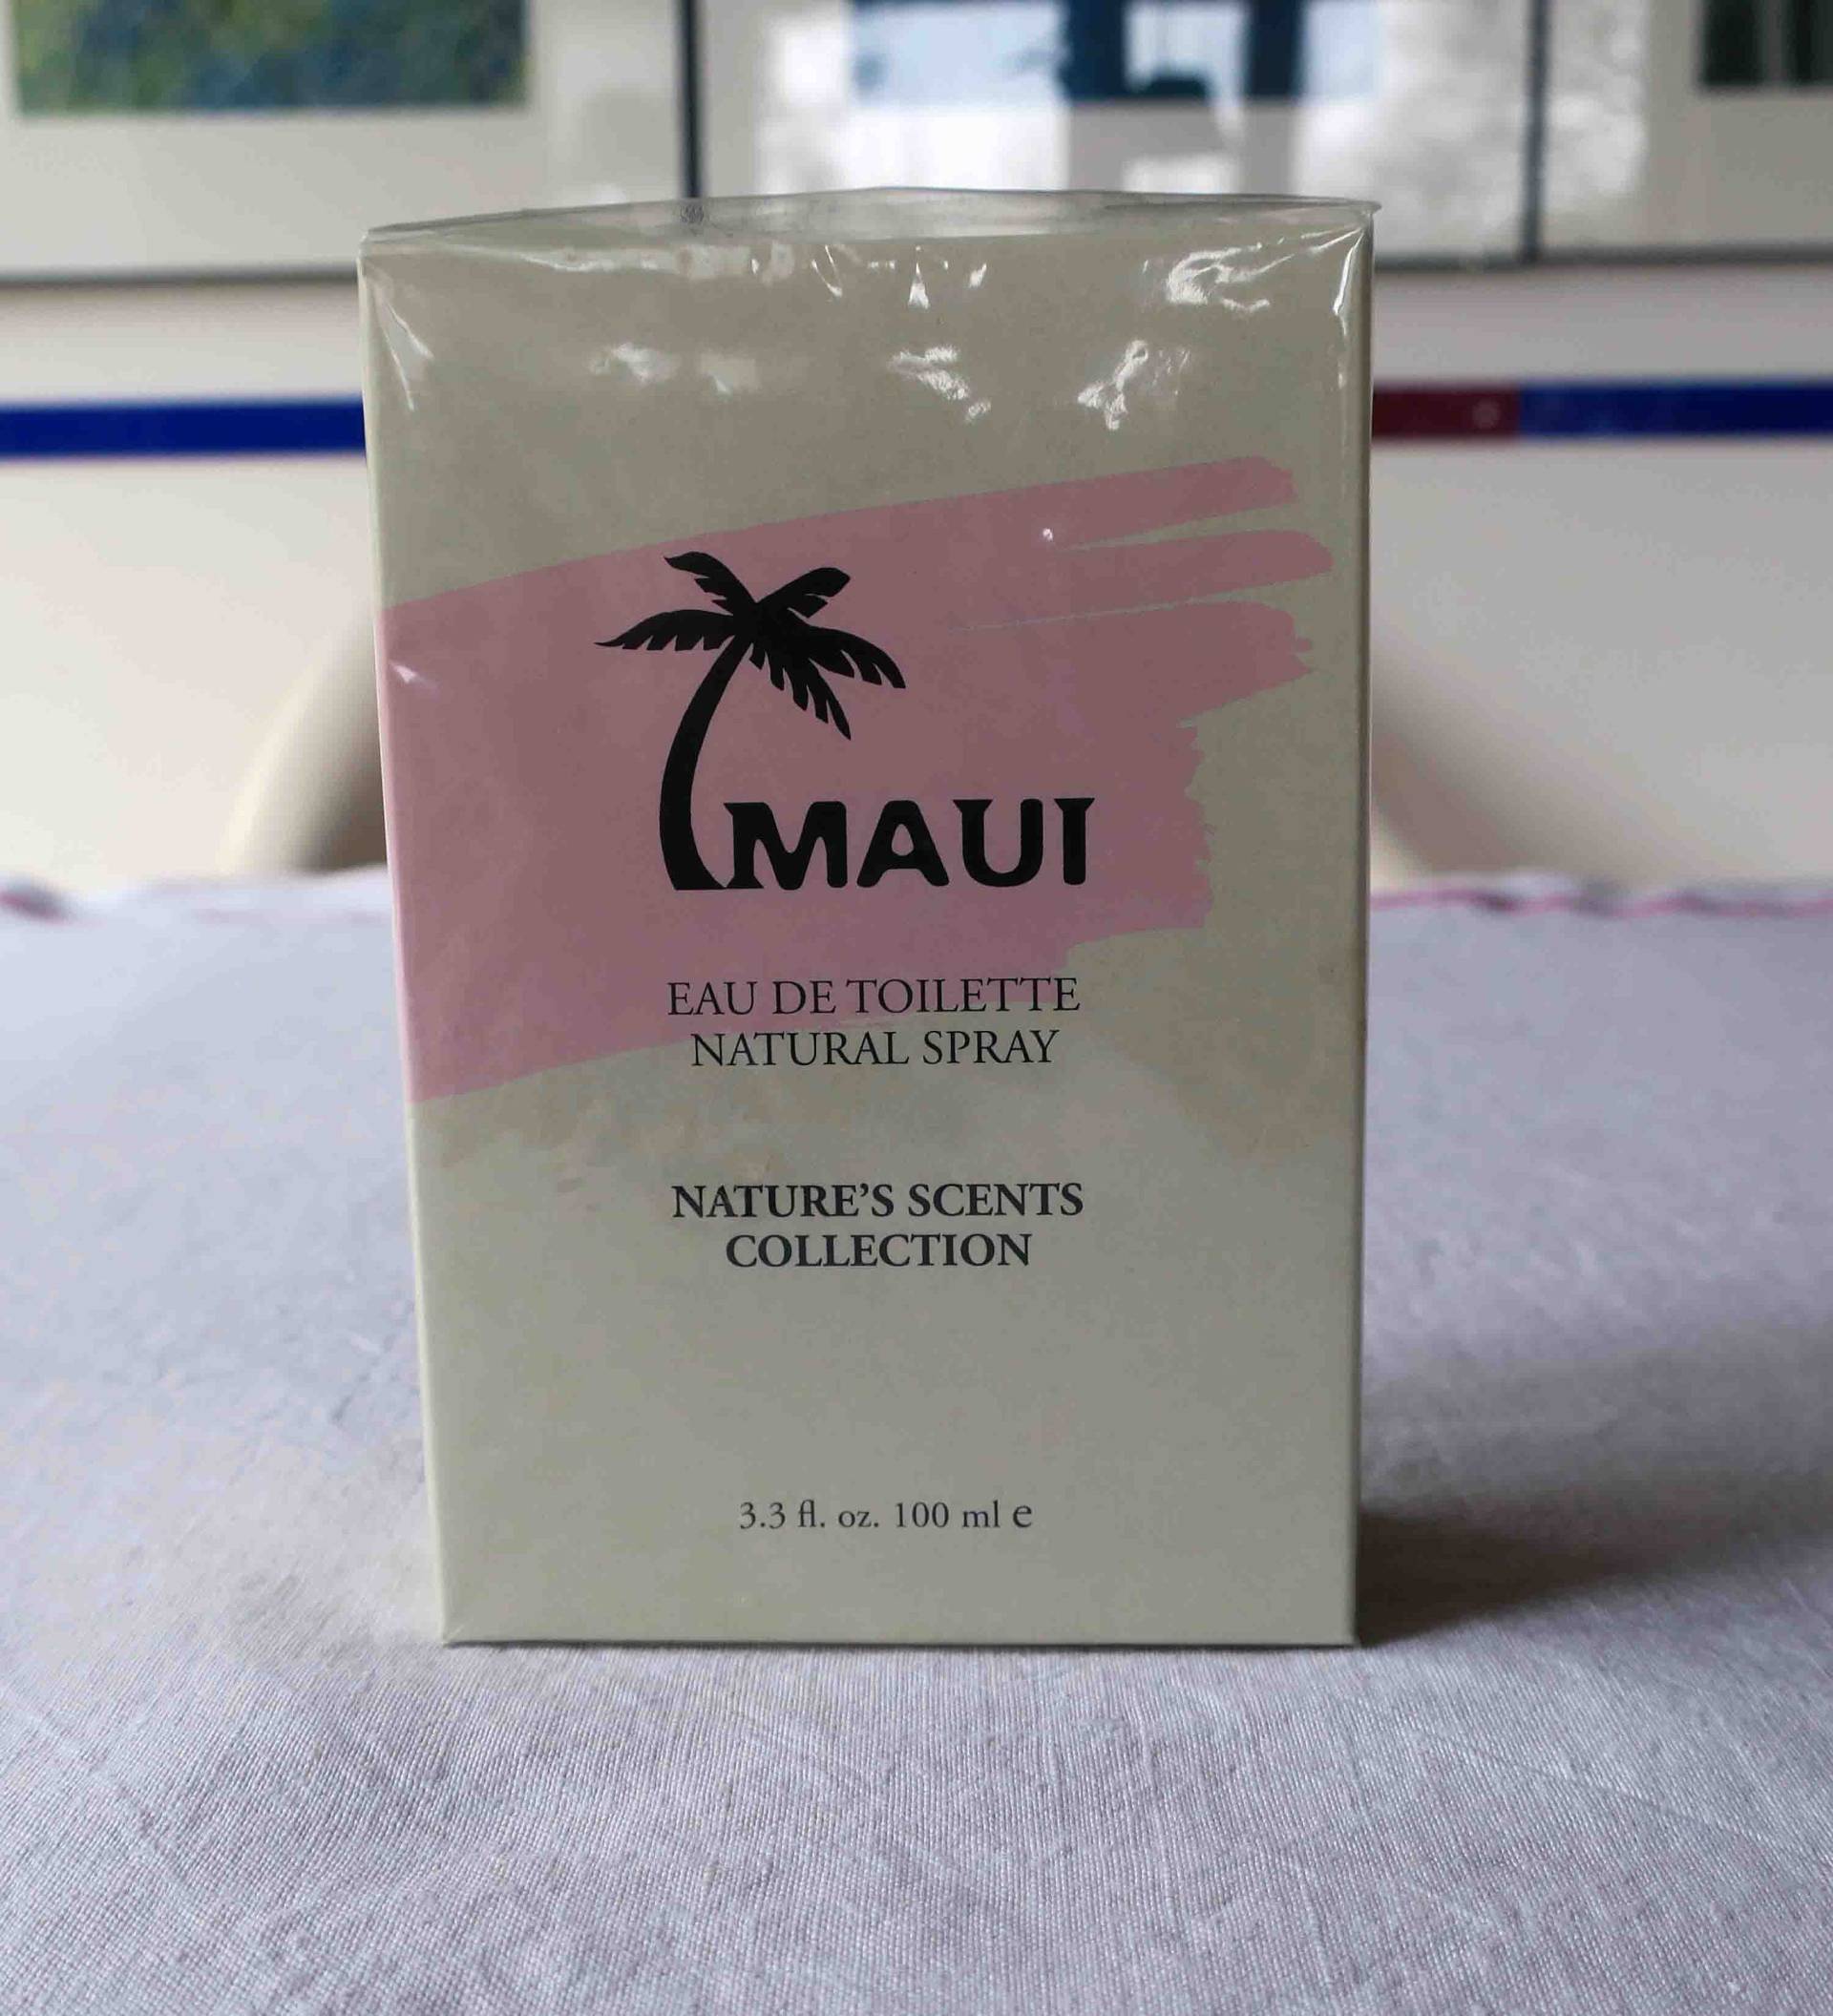 MAUI
EAU DE TOILETTE
NATURAL SPRAY
NATURE’S SCENTS
COLLECTION
3.3 fl. oz. 100 ml e